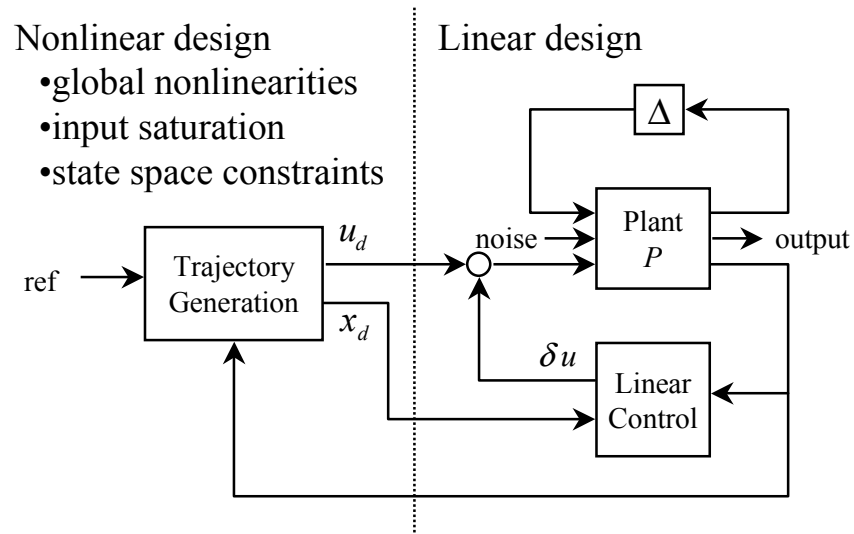 Nonlinear design
•global nonlinearities
•input saturation
•state space constraints
Linear design
Δ
noise
Plant
P
output
ref
Trajectory
Generation
u_d
x_d
δu
Linear
Control